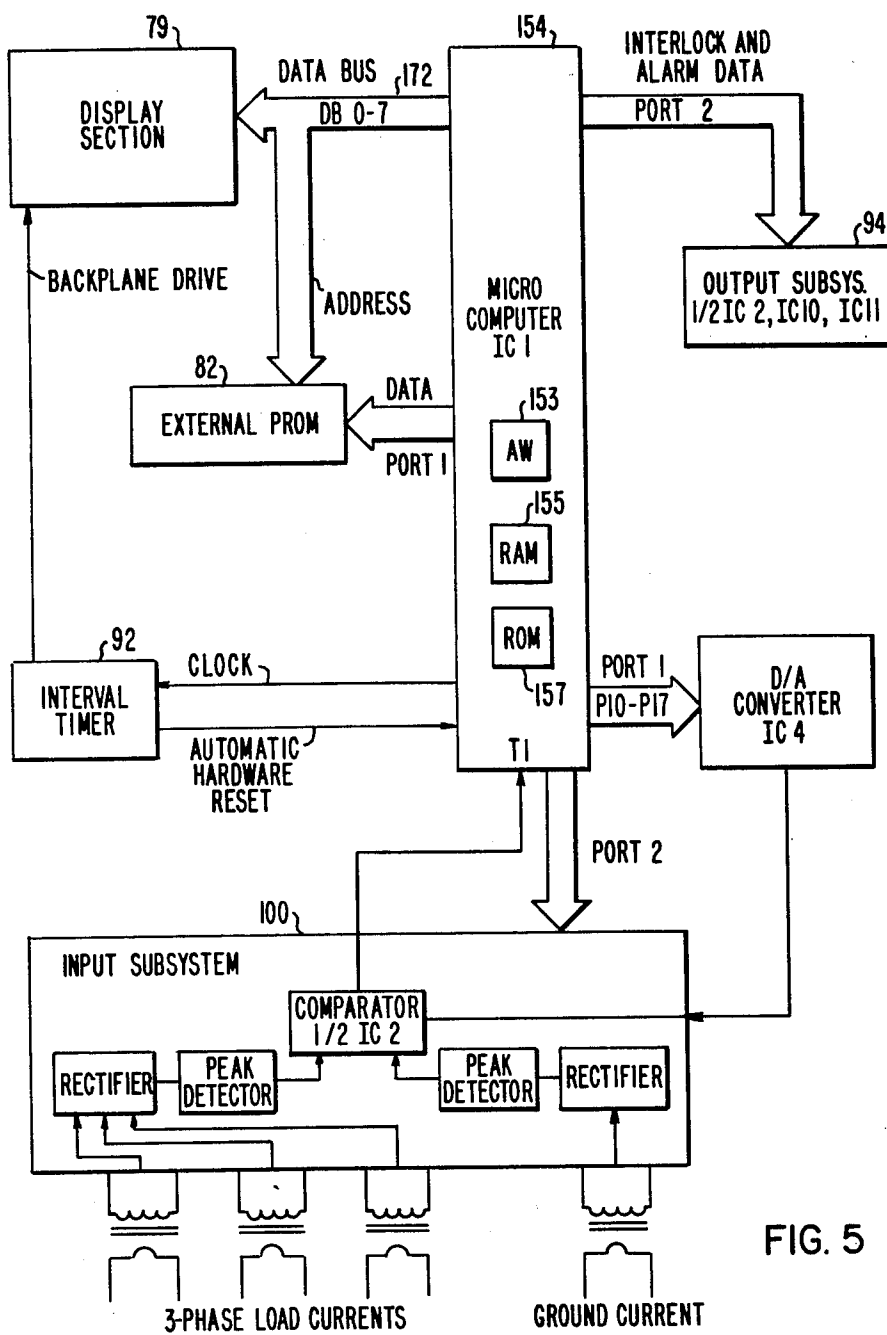 79
DISPLAY
SECTION
DATA BUS
172
DB 0-7
154
INTERLOCK AND
ALARM DATA
PORT 2
94
OUTPUT SUBSYS.
1/2 IC 2, IC10, IC11
BACKPLANE DRIVE
ADDRESS
MICRO
COMPUTER
IC 1
82
EXTERNAL PROM
DATA
PORT 1
153
AW
155
RAM
ROM
157
92
INTERVAL
TIMER
CLOCK
AUTOMATIC
HARDWARE
RESET
T1
PORT 1
P10-P17
D/A
CONVERTER
IC 4
PORT 2
100
INPUT SUBSYSTEM
COMPARATOR
1/2 IC 2
RECTIFIER
PEAK
DETECTOR
PEAK
DETECTOR
RECTIFIER
3-PHASE LOAD CURRENTS
GROUND CURRENT
FIG. 5